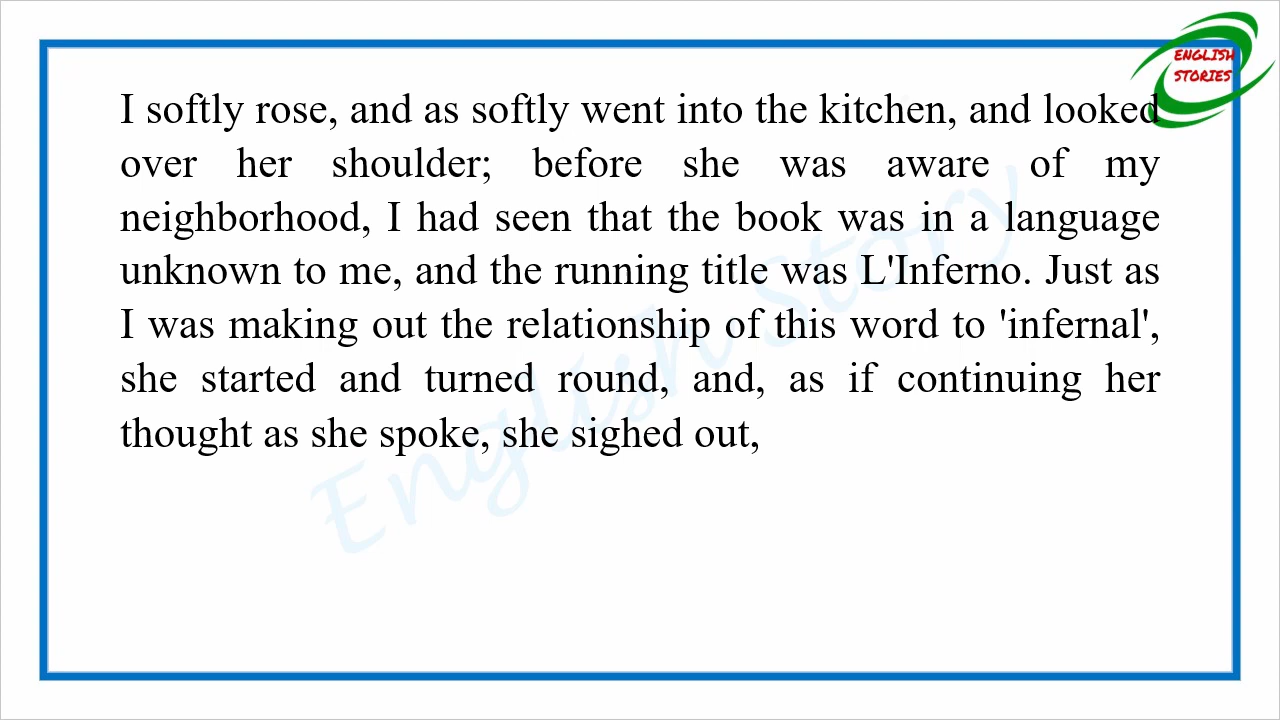 ENGLISH
STORIES
I softly rose, and as softly went into the kitchen, and looked
over her shoulder; before she was aware of my
neighborhood, I had seen that the book was in a language
unknown to me, and the running title was L'Inferno. Just as
I was making out the relationship of this word to 'infernal',
she started and turned round, and, as if continuing her
thought as she spoke, she sighed out,
English Story